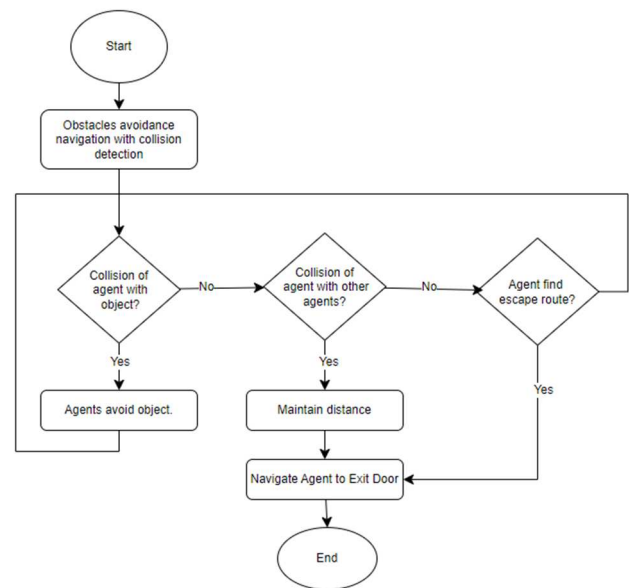 Start
Obstacles avoidance
navigation with collision
detection
Collision of
agent with
object?
No
Collision of
agent with other
agents?
No
Agent find
escape route?
Yes
Yes
Yes
Agents avoid object.
Maintain distance
Navigate Agent to Exit Door
End